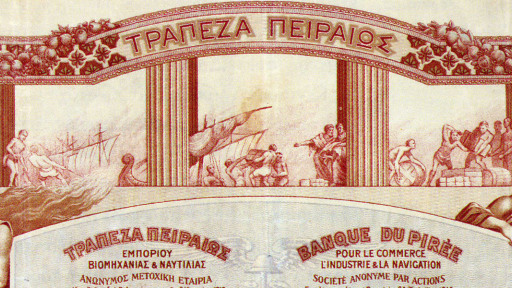 ΤΡΑΠΕΖΑ ΠΕΙΡΑΙΩΣ
ΤΡΑΠΕΖΑ ΠΕΙΡΑΙΩΣ
ΕΜΠΟΡΙΟΥ
ΒΙΟΜΗΧΑΝΙΑΣ & ΝΑΥΤΙΛΙΑΣ
ΑΝΩΝΥΜΟΣ ΜΕΤΟΧΙΚΗ ΕΤΑΙΡΙΑ
BANQUE DU PIRÉE
POUR LE COMMERCE
L'INDUSTRIE & LA NAVIGATION
SOCIÉTÉ ANONYME PAR ACTIONS